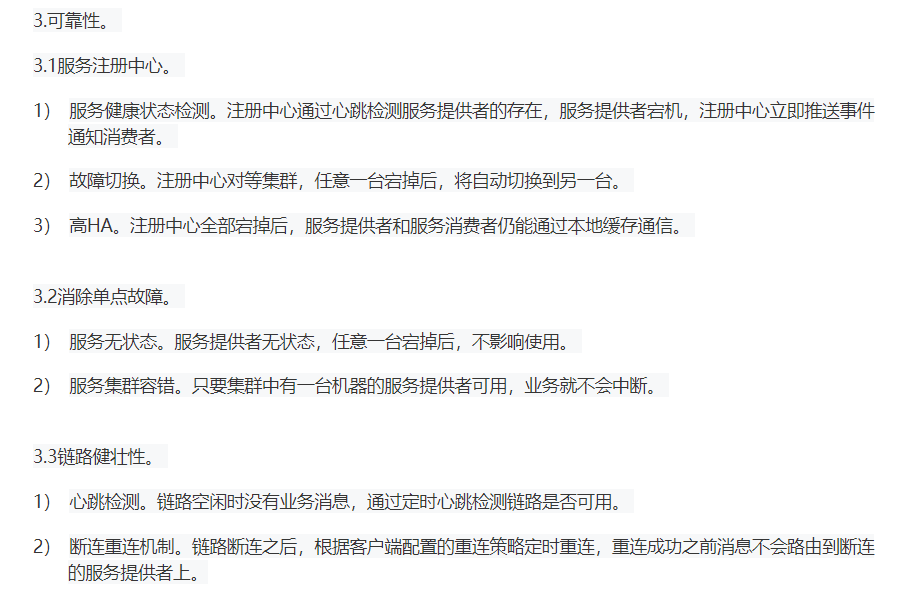 3.可靠性。
3.1服务注册中心。
1） 服务健康状态检测。注册中心通过心跳检测服务提供者的存在，服务提供者宕机，注册中心立即推送事件
通知消费者。
2） 故障切换。注册中心对等集群，任意一台宕掉后，将自动切换到另一台。
3） 高HA。注册中心全部宕掉后，服务提供者和服务消费者仍能通过本地缓存通信。
3.2消除单点故障。
1） 服务无状态。服务提供者无状态，任意一台宕掉后，不影响使用。
2） 服务集群容错。只要集群中有一台机器的服务提供者可用，业务就不会中断。
3.3链路健壮性。
1） 心跳检测。链路空闲时没有业务消息，通过定时心跳检测链路是否可用。
2） 断连重连机制。链路断连之后，根据客户端配置的重连策略定时重连，重连成功之前消息不会路由到断连
的服务提供者上。